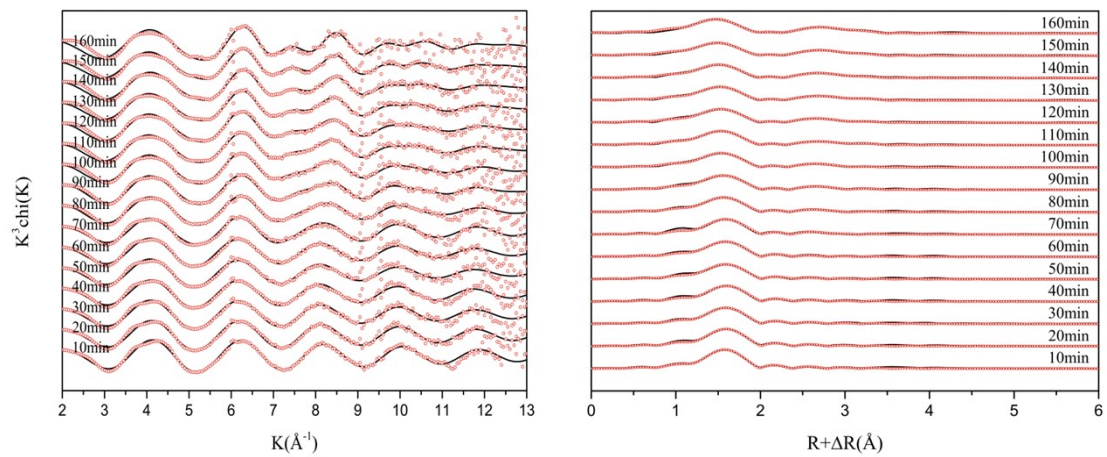 160min
150min
140min
130min
120min
110min
100min
90min
80min
70min
60min
50min
40min
30min
20min
10min
K³chi(K)
2 3 4 5 6 7 8 9 10 11 12 13
K(Å⁻¹)
160min
150min
140min
130min
120min
110min
100min
90min
80min
70min
60min
50min
40min
30min
20min
10min
0 1 2 3 4 5 6
R+ΔR(Å)